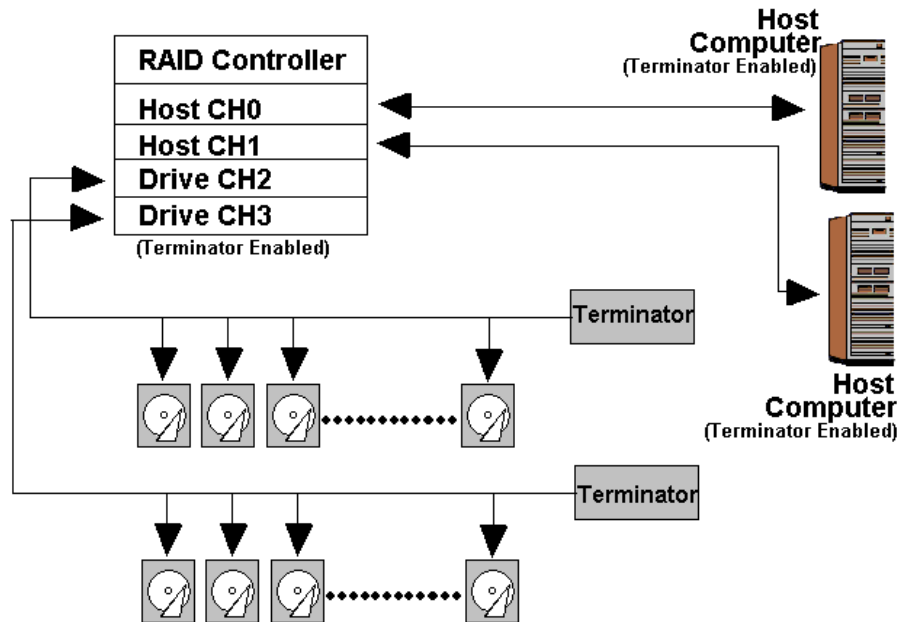 RAID Controller
Host CH0
Host CH1
Drive CH2
Drive CH3
(Terminator Enabled)
Host
Computer
(Terminator Enabled)
Host
Computer
(Terminator Enabled)
Terminator
Terminator